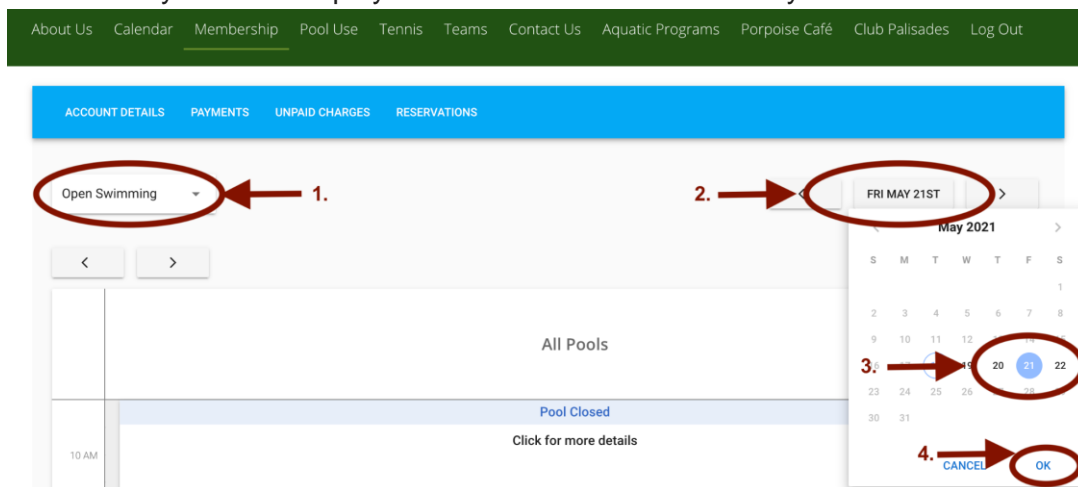 About Us Calendar Membership Pool Use Tennis Teams Contact Us Aquatic Programs Porpoise Café Club Palisades Log Out
ACCOUNT DETAILS PAYMENTS UNPAID CHARGES RESERVATIONS
Open Swimming 1. 2. < FRI MAY 21ST >
< May 2021 >
< >
S M T W T F S
1
2 3 4 5 6 7 8
All Pools
9 10 11 12 14
3. 19 20 21 22
23 24 25 26 28
Pool Closed
30 31
Click for more details
10 AM
4.
CANCEL OK